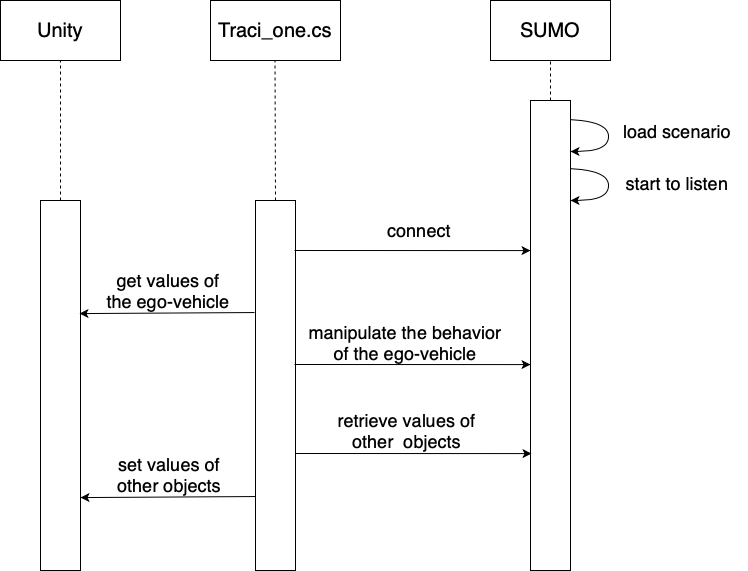 Unity
Traci_one.cs
SUMO
load scenario
start to listen
connect
get values of
the ego-vehicle
manipulate the behavior
of the ego-vehicle
retrieve values of
other objects
set values of
other objects